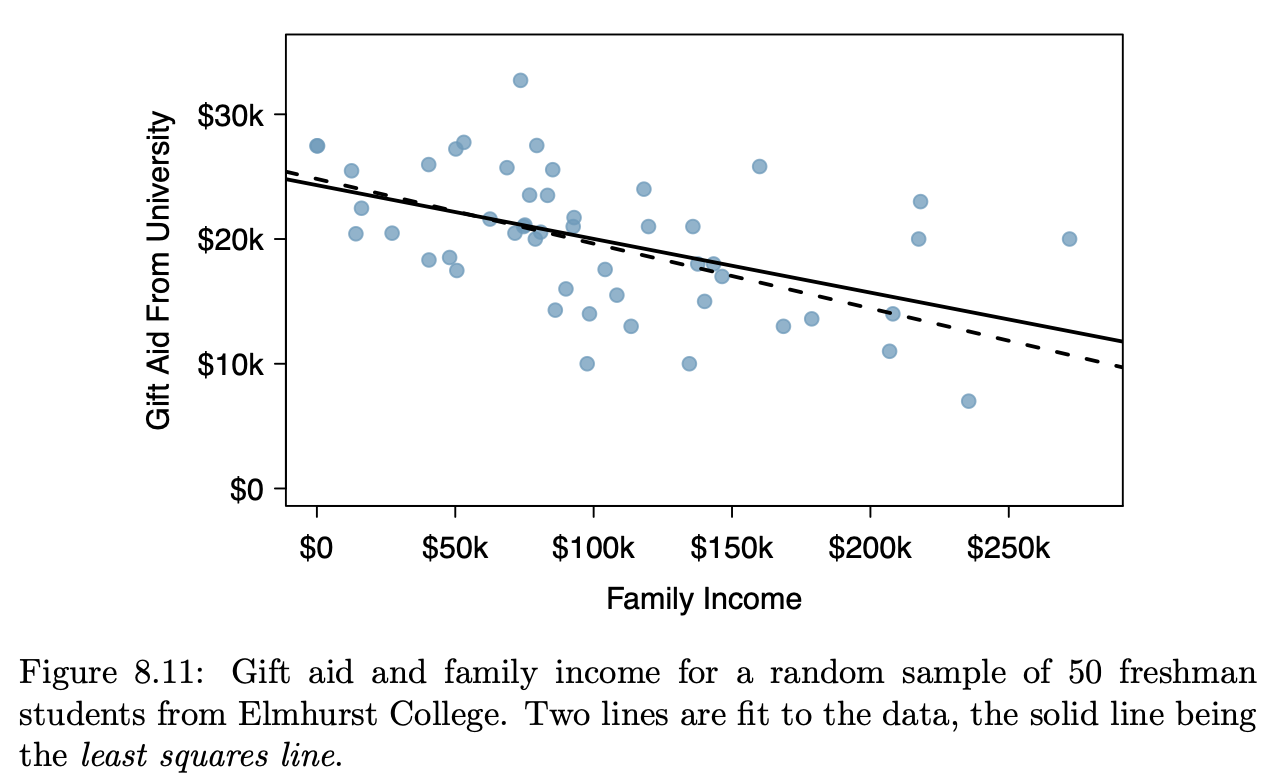 Gift Aid From University
$30k
$20k
$10k
$0
$0 $50k $100k $150k $200k $250k
Family Income
Figure 8.11: Gift aid and family income for a random sample of 50 freshman
students from Elmhurst College. Two lines are fit to the data, the solid line being
the least squares line.